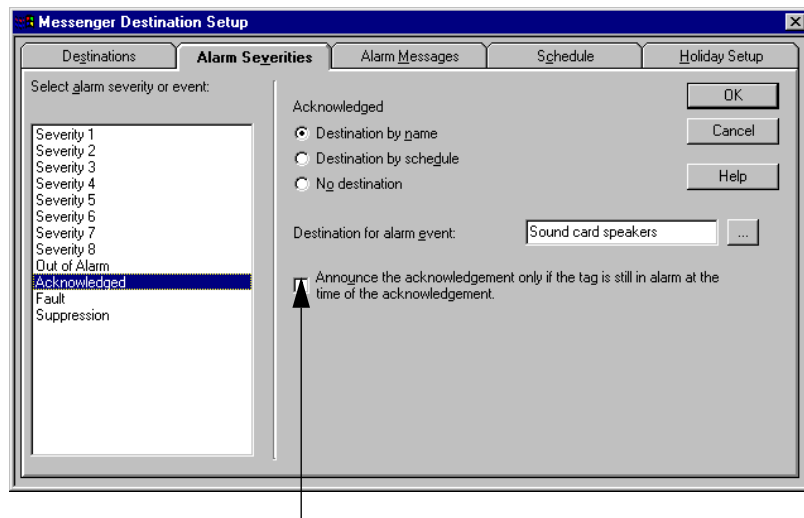 Messenger Destination Setup
Destinations
Alarm Severities
Alarm Messages
Schedule
Holiday Setup
Select alarm severity or event:
Severity 1
Severity 2
Severity 3
Severity 4
Severity 5
Severity 6
Severity 7
Severity 8
Out of Alarm
Acknowledged
Fault
Suppression
Acknowledged
Destination by name
Destination by schedule
No destination
Destination for alarm event:
Sound card speakers
...
Announce the acknowledgement only if the tag is still in alarm at the
time of the acknowledgement.
OK
Cancel
Help